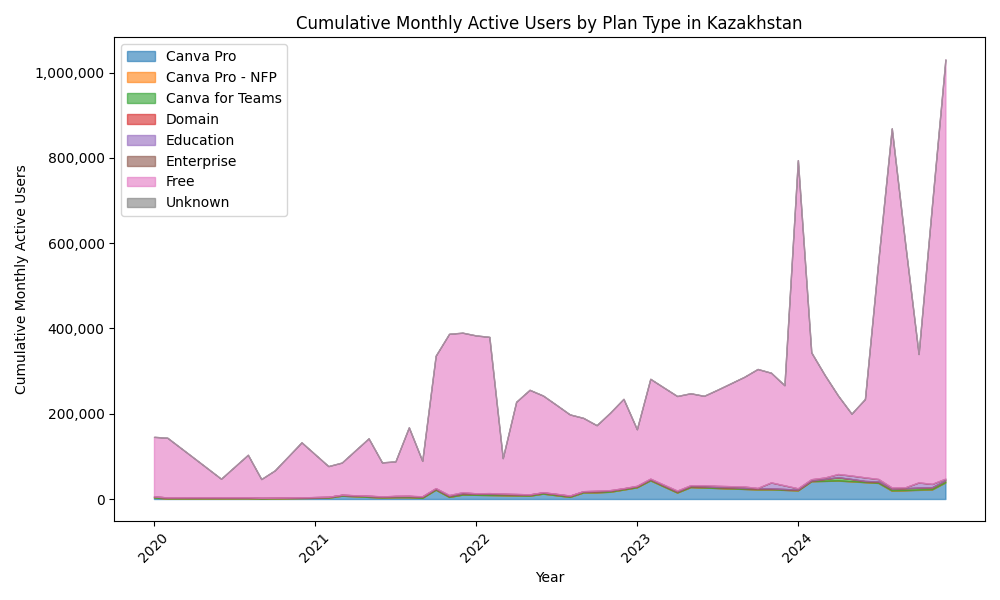 Cumulative Monthly Active Users by Plan Type in Kazakhstan
Canva Pro
Canva Pro - NFP
Canva for Teams
Domain
Education
Enterprise
Free
Unknown
1,000,000
800,000
600,000
400,000
200,000
0
Cumulative Monthly Active Users
2020
2021
2022
2023
2024
Year